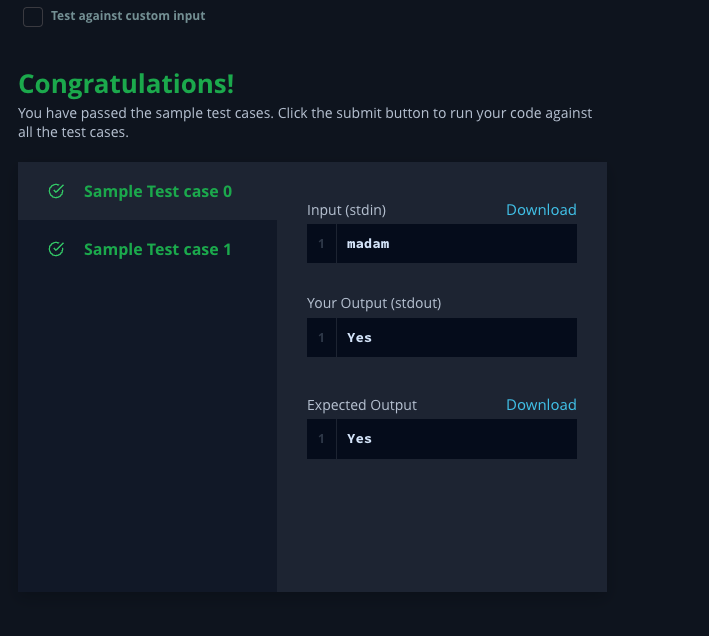 Test against custom input
Congratulations!
You have passed the sample test cases. Click the submit button to run your code against
all the test cases.
Sample Test case 0
Sample Test case 1
Input (stdin) Download
1 madam
Your Output (stdout)
1 Yes
Expected Output Download
1 Yes